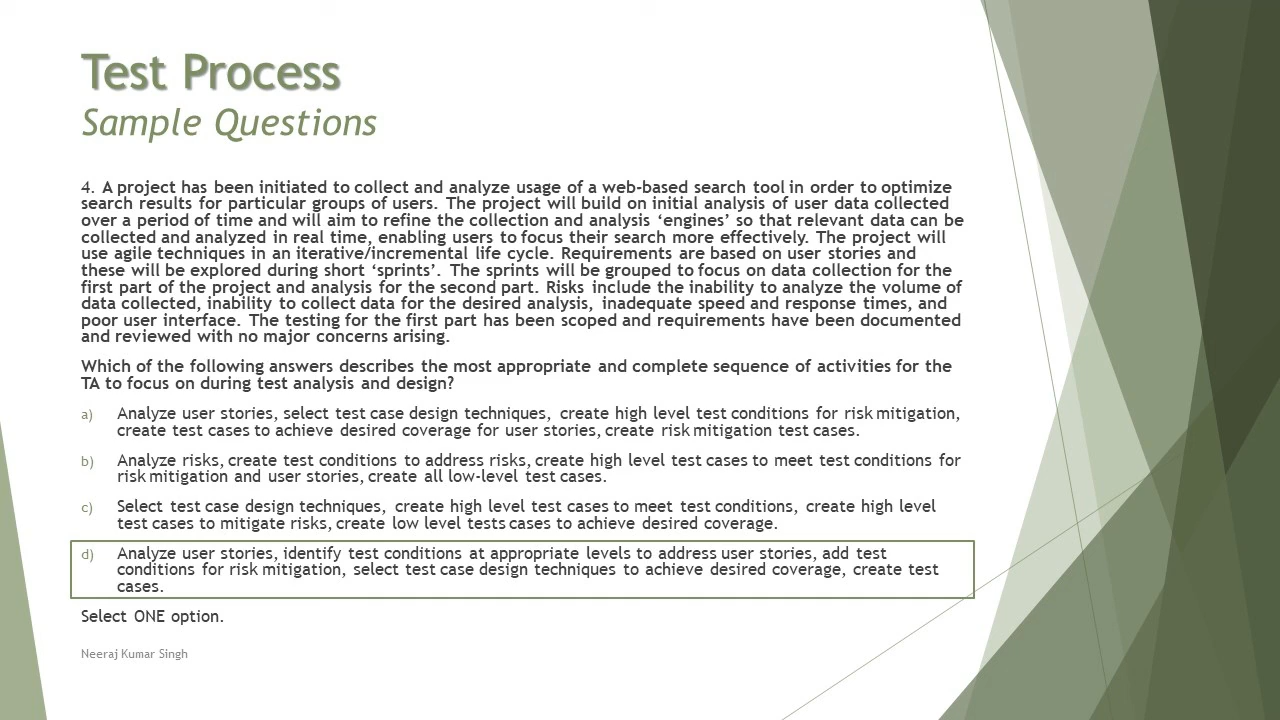 Test Process
Sample Questions
4. A project has been initiated to collect and analyze usage of a web-based search tool in order to optimize
search results for particular groups of users. The project will build on initial analysis of user data collected
over a period of time and will aim to refine the collection and analysis ‘engines’ so that relevant data can be
collected and analyzed in real time, enabling users to focus their search more effectively. The project will
use agile techniques in an iterative/incremental life cycle. Requirements are based on user stories and
these will be explored during short ‘sprints’. The sprints will be grouped to focus on data collection for the
first part of the project and analysis for the second part. Risks include the inability to analyze the volume of
data collected, inability to collect data for the desired analysis, inadequate speed and response times, and
poor user interface. The testing for the first part has been scoped and requirements have been documented
and reviewed with no major concerns arising.
Which of the following answers describes the most appropriate and complete sequence of activities for the
TA to focus on during test analysis and design?
a) Analyze user stories, select test case design techniques, create high level test conditions for risk mitigation,
create test cases to achieve desired coverage for user stories, create risk mitigation test cases.
b) Analyze risks, create test conditions to address risks, create high level test cases to meet test conditions for
risk mitigation and user stories, create all low-level test cases.
c) Select test case design techniques, create high level test cases to meet test conditions, create high level
test cases to mitigate risks, create low level tests cases to achieve desired coverage.
d) Analyze user stories, identify test conditions at appropriate levels to address user stories, add test
conditions for risk mitigation, select test case design techniques to achieve desired coverage, create test
cases.
Select ONE option.
Neeraj Kumar Singh